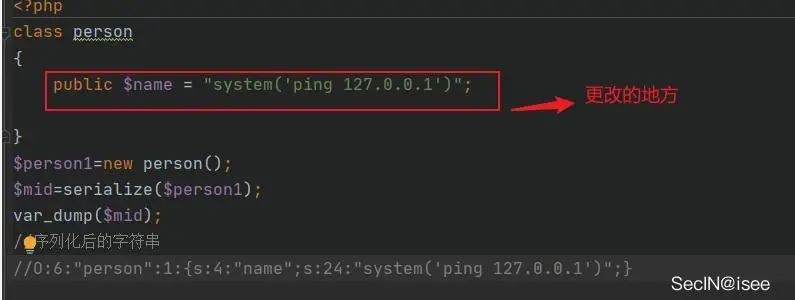 <?php
class person
{
public $name = "system('ping 127.0.0.1')";
更改的地方
}
$person1=new person();
$mid=serialize($person1);
var_dump($mid);
/序列化后的字符串
//O:6:"person":1:{s:4:"name";s:24:"system('ping 127.0.0.1')";}
SecIN@isee